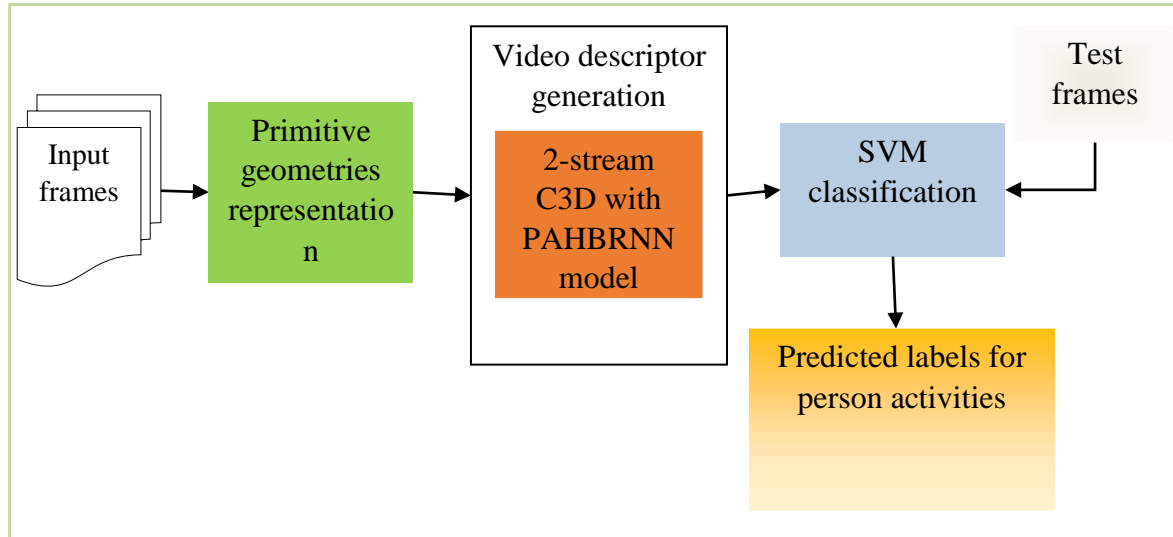 Input
frames
Primitive
geometries
representatio
n
Video descriptor
generation
2-stream
C3D with
PAHBRNN
model
SVM
classification
Test
frames
Predicted labels for
person activities